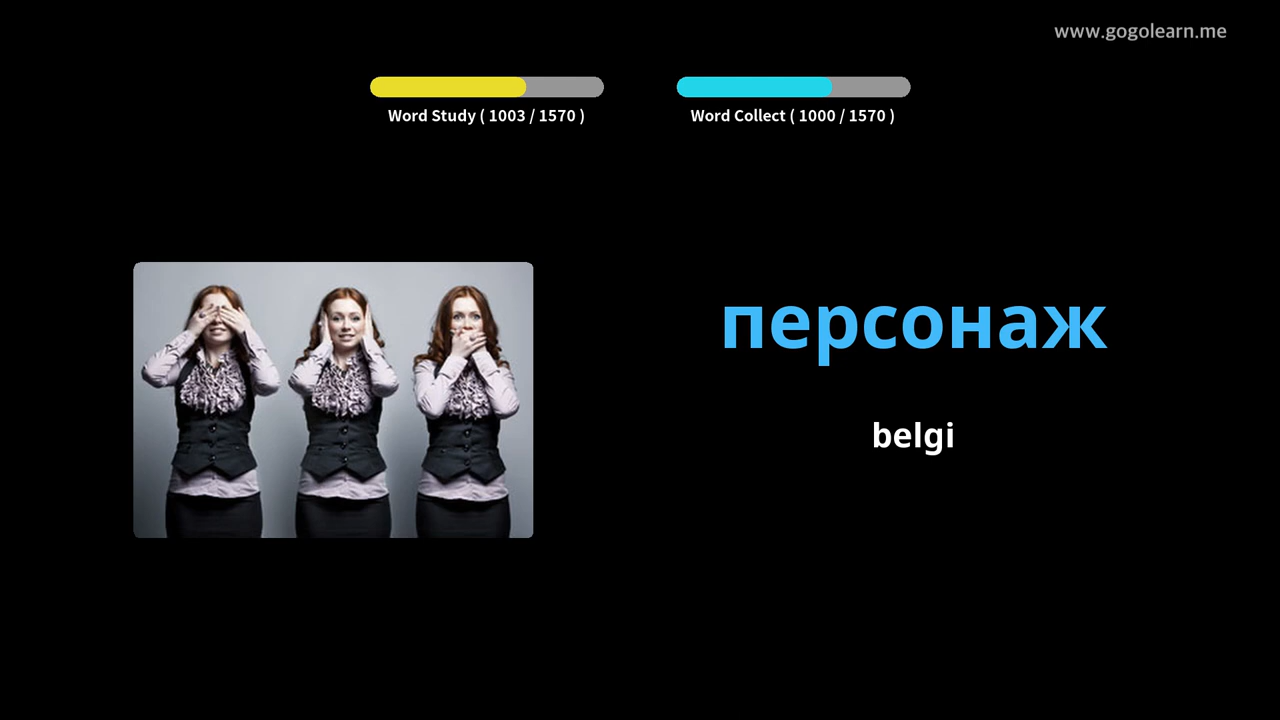 www.gogolearn.me
Word Study ( 1003 / 1570 )
Word Collect ( 1000 / 1570 )
персонаж
belgi